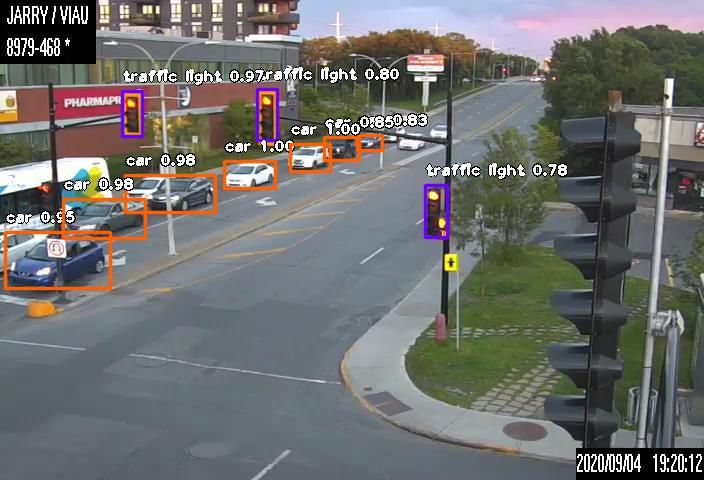 JARRY / VIAU
8979-468 *
traffic light 0.97
traffic light 0.80
PHARMAPR
car 1.00
0.85
0.83
car 1.00
car 0.98
traffic light 0.78
car 0.98
car 0.95
2020/09/04 19:20:12